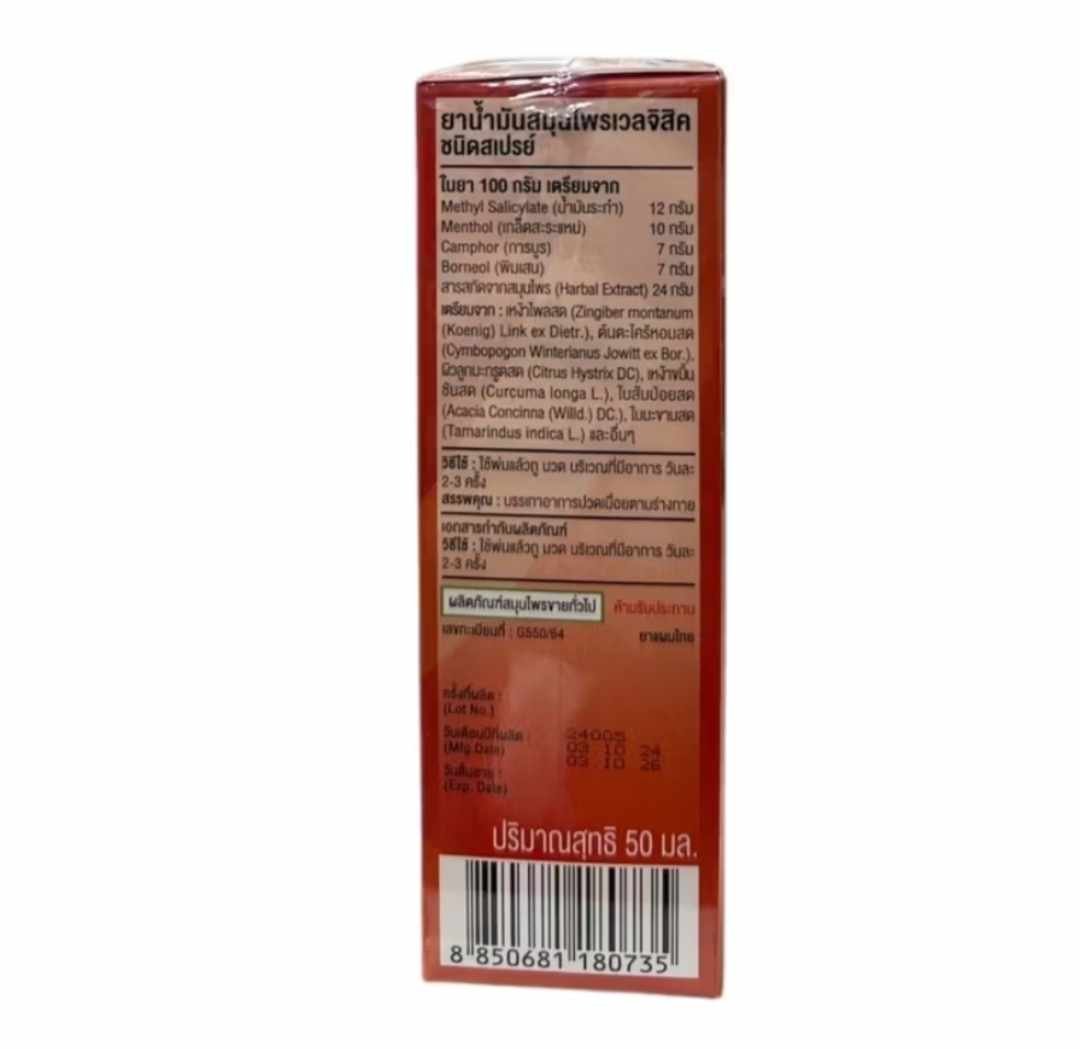 ยาน้ำมันสมุนไพรเวลจิสิค
ชนิดสเปรย์
ในยา 100 กรัม เตรียมจาก
Methyl Salicylate (น้ำมันระกำ) 12 กรัม
Menthol (เกล็ดสะระแหน่) 10 กรัม
Camphor (การบูร) 7 กรัม
Borneol (พิมเสน) 7 กรัม
สารสกัดจากสมุนไพร (Harbal Extract) 24 กรัม
เตรียมจาก : เหง้าไพลสด (Zingiber montanum
(Koenig) Link ex Dietr.), ต้นตะไคร้หอมสด
(Cymbopogon Winterianus Jowitt ex Bor.),
ผิวลูกมะกรูดสด (Citrus Hystrix DC), เหง้าขมิ้น
ชันสด (Curcuma longa L.), ใบส้มป่อยสด
(Acacia Concinna (Willd.) DC.), ใบมะขามสด
(Tamarindus indica L.) และอื่นๆ
วิธีใช้ : ใช้พ่นแล้วถู นวด บริเวณที่มีอาการ วันละ
2-3 ครั้ง
สรรพคุณ : บรรเทาอาการปวดเมื่อยตามร่างกาย
เอกสารกำกับผลิตภัณฑ์
วิธีใช้ : ใช้พ่นแล้วถู นวด บริเวณที่มีอาการ วันละ
2-3 ครั้ง
ผลิตภัณฑ์สมุนไพรขายทั่วไป ห้ามรับประทาน
เลขทะเบียนที่ : G550/64 ยาแผนไทย
ครั้งที่ผลิต :
(Lot No.)
วันเดือนปีที่ผลิต : 24005
(Mfg.Date) 03 10 24
03 10 26
วันสิ้นอายุ :
(Exp. Date)
ปริมาณสุทธิ 50 มล.
8 850681 180735